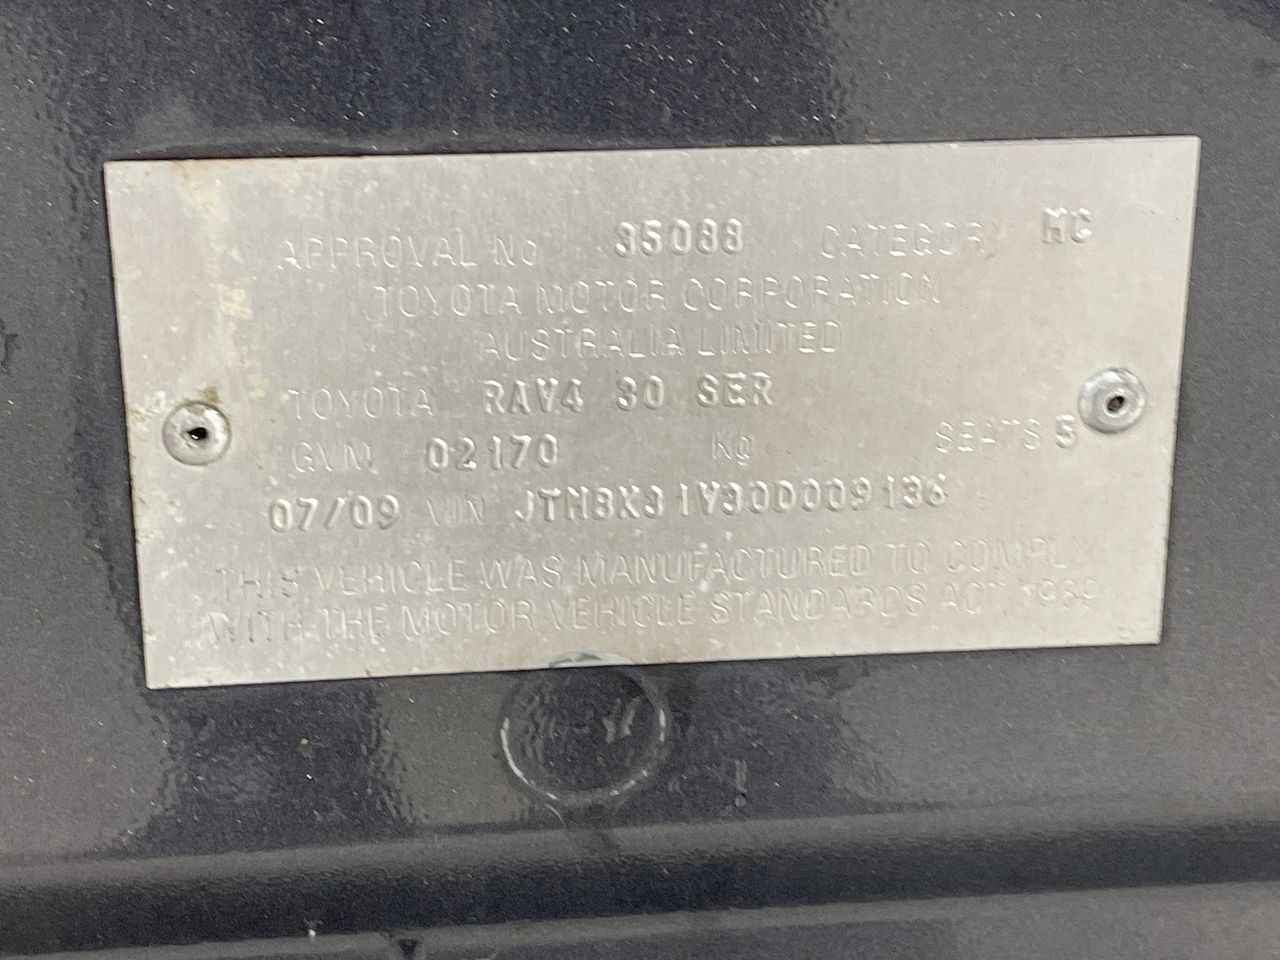 APPROVAL No 35088 CATEGORY MC
TOYOTA MOTOR CORPORATION
AUSTRALIA LIMITED
TOYOTA RAV4 30 SER
GVM 02170 Kg SEATS 5
07/09 VIN JTMBK31V30D009136
THIS VEHICLE WAS MANUFACTURED TO COMPLY
WITH THE MOTOR VEHICLE STANDARDS ACT 1989